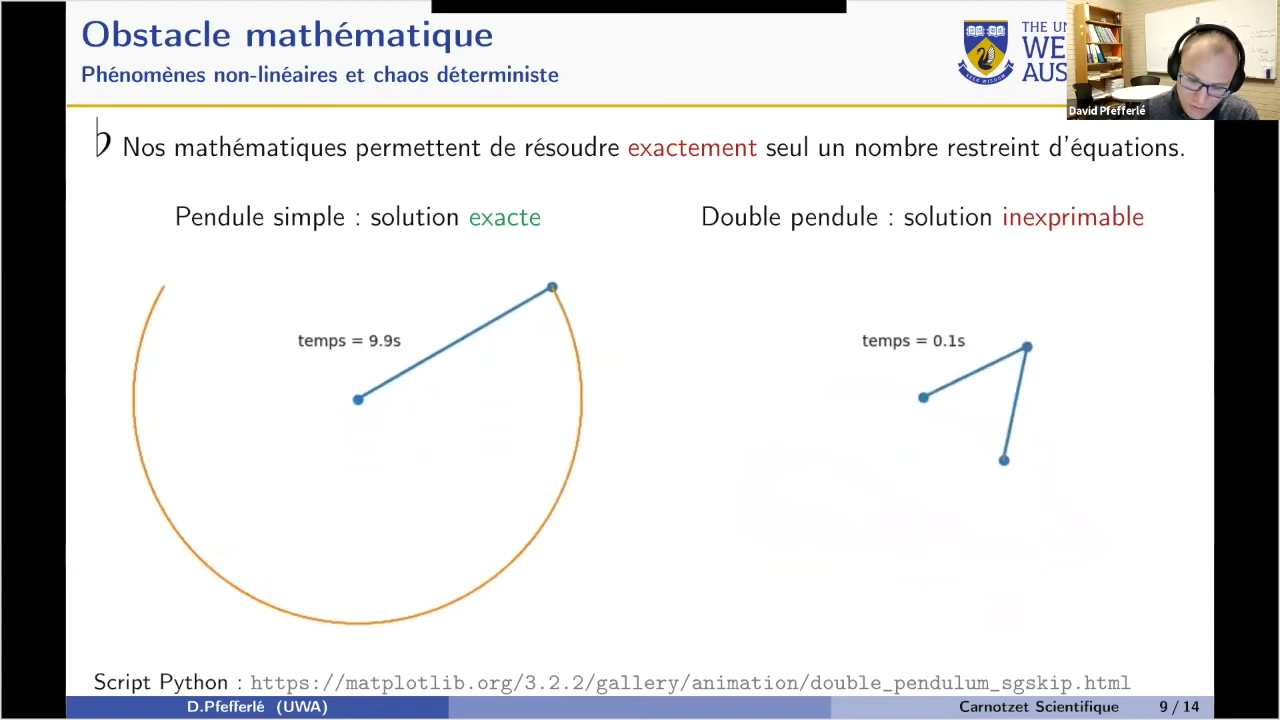 Obstacle mathématique
Phénomènes non-linéaires et chaos déterministe
THE UN
WE
AUS
SEEK WISDOM
David Pfefferlé
♭ Nos mathématiques permettent de résoudre exactement seul un nombre restreint d'équations.
Pendule simple : solution exacte
Double pendule : solution inexprimable
temps = 9.9s
temps = 0.1s
Script Python : https://matplotlib.org/3.2.2/gallery/animation/double_pendulum_sgskip.html
D.Pfefferlé (UWA)
Carnotzet Scientifique
9 / 14